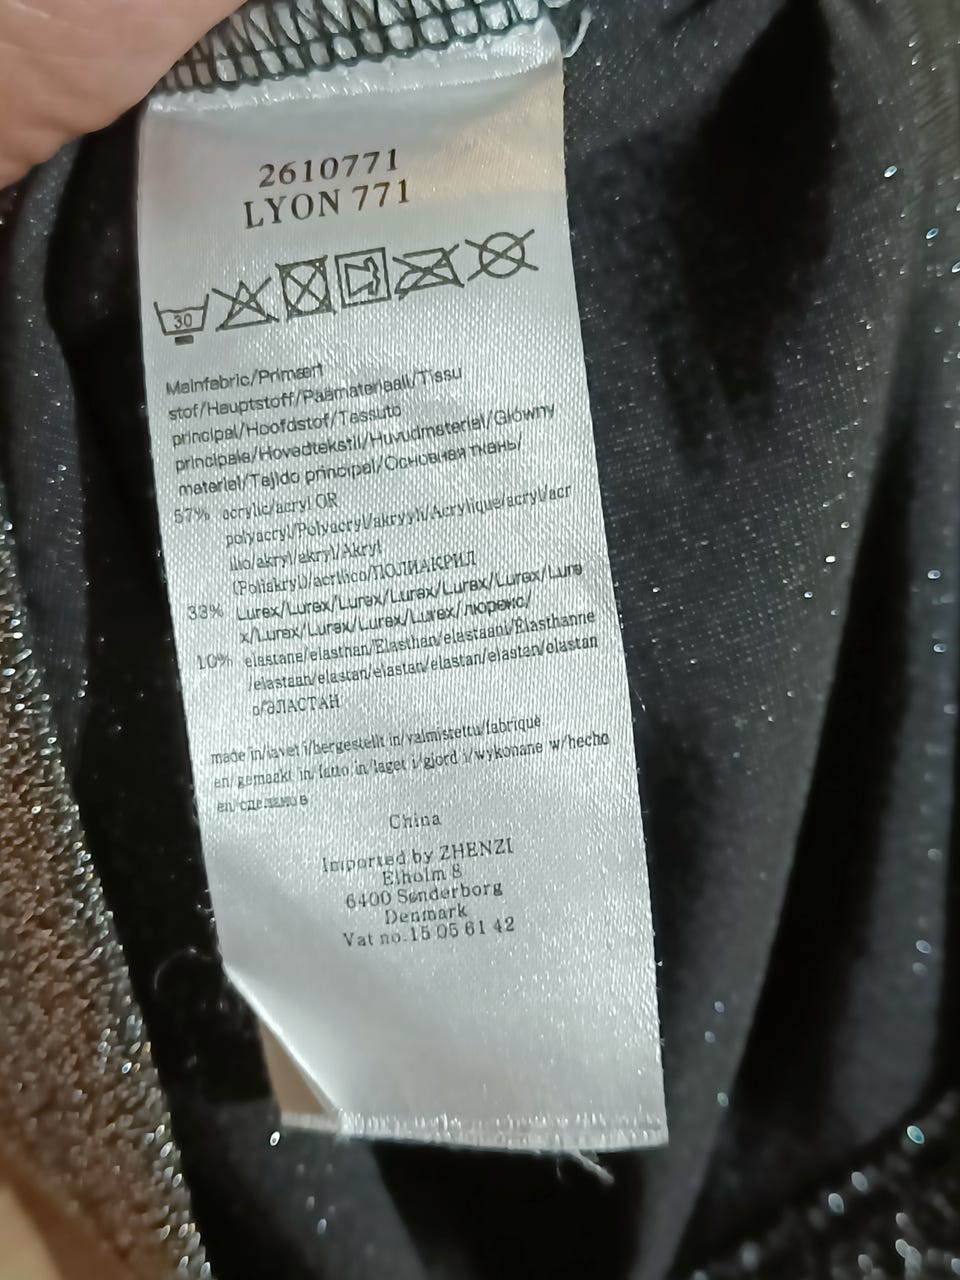 2610771
LYON 771
30
Mainfabric/Primært
stof/Hauptstoff/Päämateriaali/Tissu
principal/Hoofdstof/Tessuto
principale/Hovedtekstil/Huvudmaterial/Główny
materiel/Tejido principal/Основная ткань/
57% acrylic/acryl OR
polyacryl/Polyacryl/akryyli/Acrylique/acryl/acr
ilic/akryl/akryl/Akryl
(Poliakryl)/acrílico/ПОЛИАКРИЛ
33% Lurex/Lurex/Lurex/Lurex/Lurex/Lurex/Lure
x/Lurex/Lurex/Lurex/Lurex/люрекс/
10% elastane/elasthan/Elasthan/elastaani/Élasthanne
/elastaan/elastan/elastan/elastan/elastan/elastan
o/ЭЛАСТАН
made in/lavet i/hergestellt in/valmistettu/fabriqué
en/gemaakt in/fatto in/laget i/gjord i/wykonane w/hecho
en/сделано в
China
Imported by ZHENZI
Elholm 8
6400 Sønderborg
Denmark
Vat no.15 05 61 42